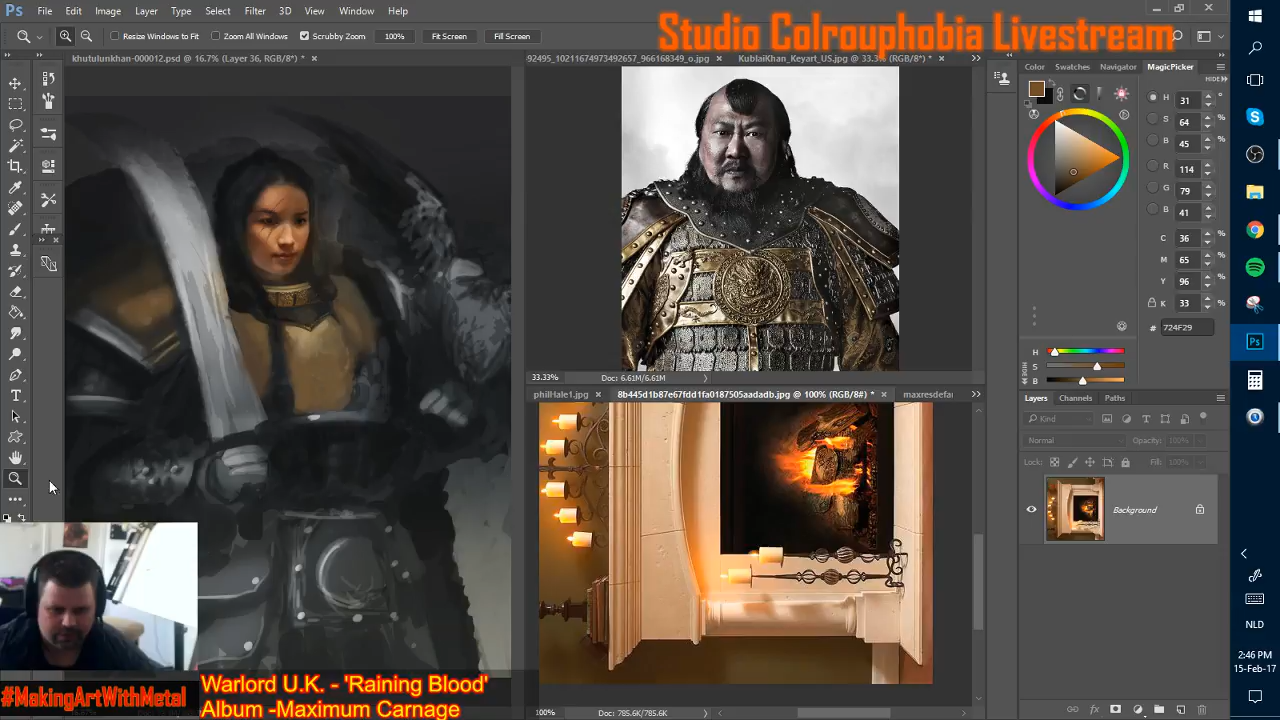 Ps File Edit Image Layer Type Select Filter 3D View Window Help
Studio Colrouphobia Livestream
Resize Windows to Fit Zoom All Windows Scrubby Zoom 100% Fit Screen Fill Screen
khutulunkhan-000012.psd @ 16.7% (Layer 36, RGB/8*) * ×
92495_10211674973492657_966168349_o.jpg × KublaiKhan_Keyart_US.jpg @ 33.3% (RGB/8*) * ×
Color Swatches Navigator MagicPicker
HIDE
H 31 °
S 64 %
B 45 %
R 114
G 79
B 41
C 36 %
M 65 %
Y 96 %
K 33 %
# 724F29
H
S
B
33.33% Doc: 6.61M/6.61M
philHale1.jpg × 8b445d1b87e67fdd1fa0187505aadadb.jpg @ 100% (RGB/8#) * × maxresdefau
Layers Channels Paths
Kind
Normal Opacity: 100%
Lock: Fill: 100%
Background
NLD
2:46 PM
15-Feb-17
#MakingArtWithMetal
Warlord U.K. - 'Raining Blood'
Album -Maximum Carnage
100% Doc: 785.6K/785.6K